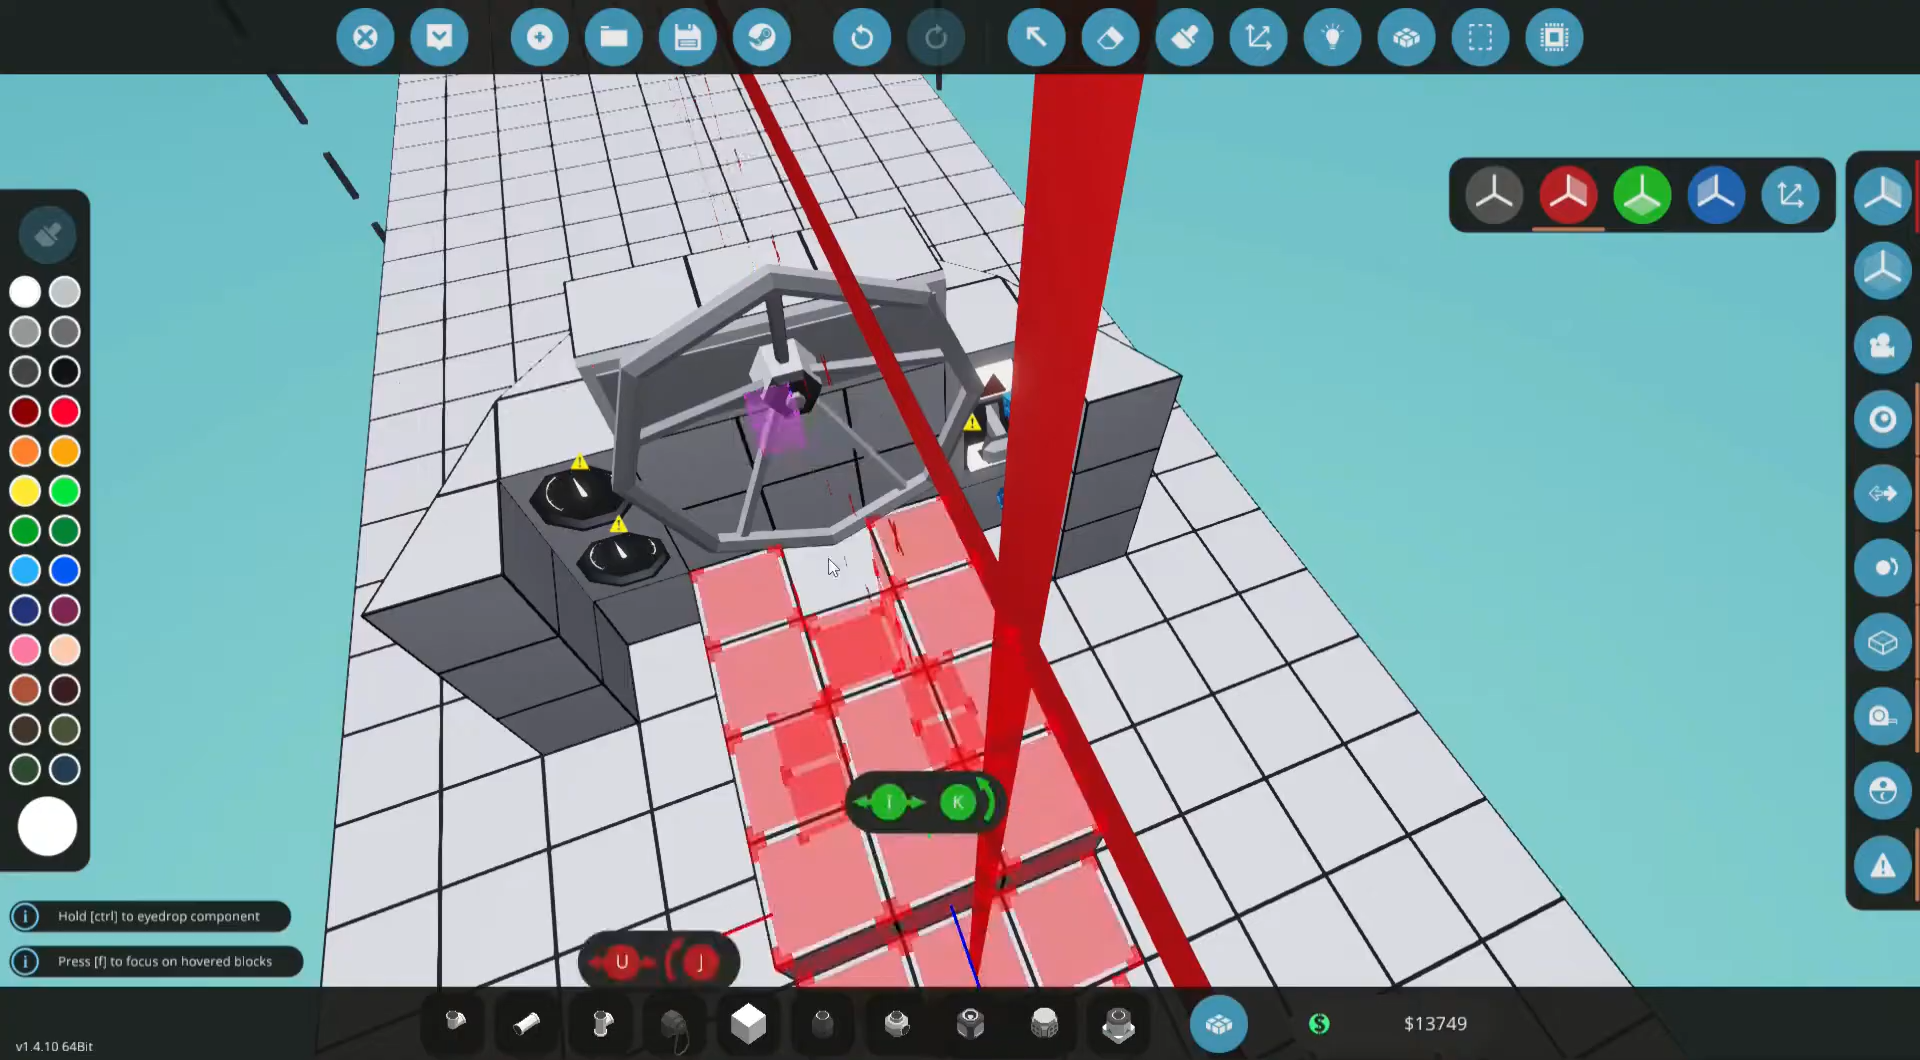 I K
U J
Hold [ctrl] to eyedrop component
Press [f] to focus on hovered blocks
$ $13749
v1.4.10 64Bit